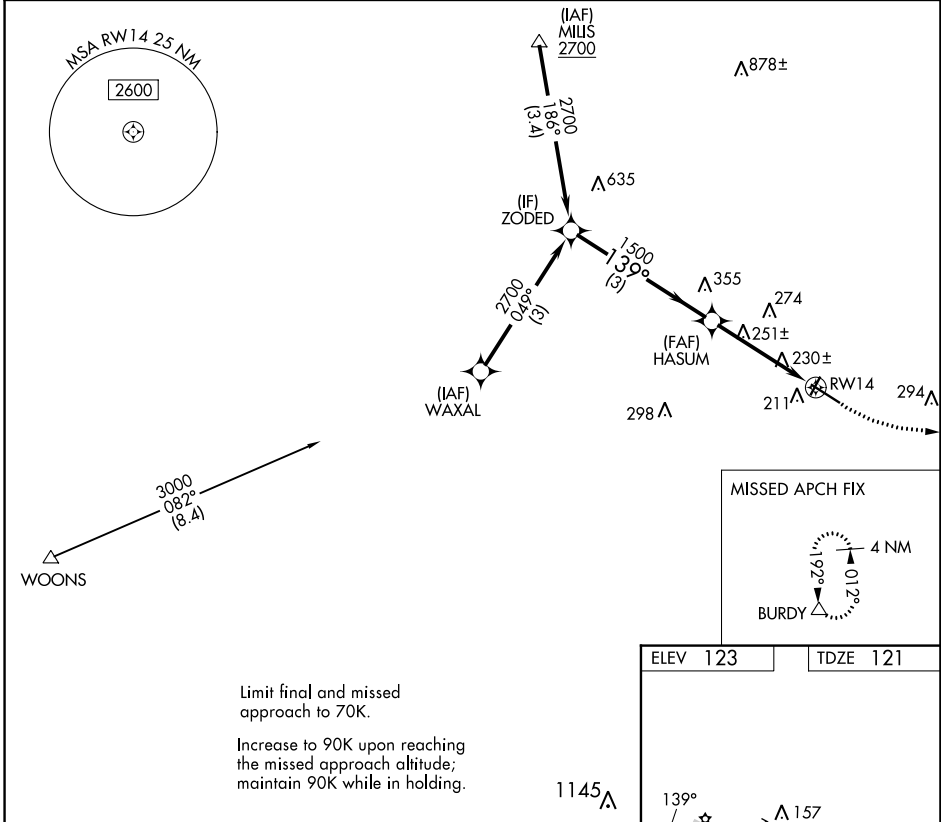 MSA RW14 25 NM
2600
(IAF)
MILIS
2700
878±
2700
186°
(3.4)
635
(IF)
ZODED
1500
139°
(3)
2700
049°
(3)
355
274
251±
(FAF)
HASUM
230±
RW14
211
294
(IAF)
WAXAL
298
3000
082°
(8.4)
WOONS
MISSED APCH FIX
4 NM
192°
012°
BURDY
ELEV 123
TDZE 121
Limit final and missed
approach to 70K.
Increase to 90K upon reaching
the missed approach altitude;
maintain 90K while in holding.
1145
139°
157